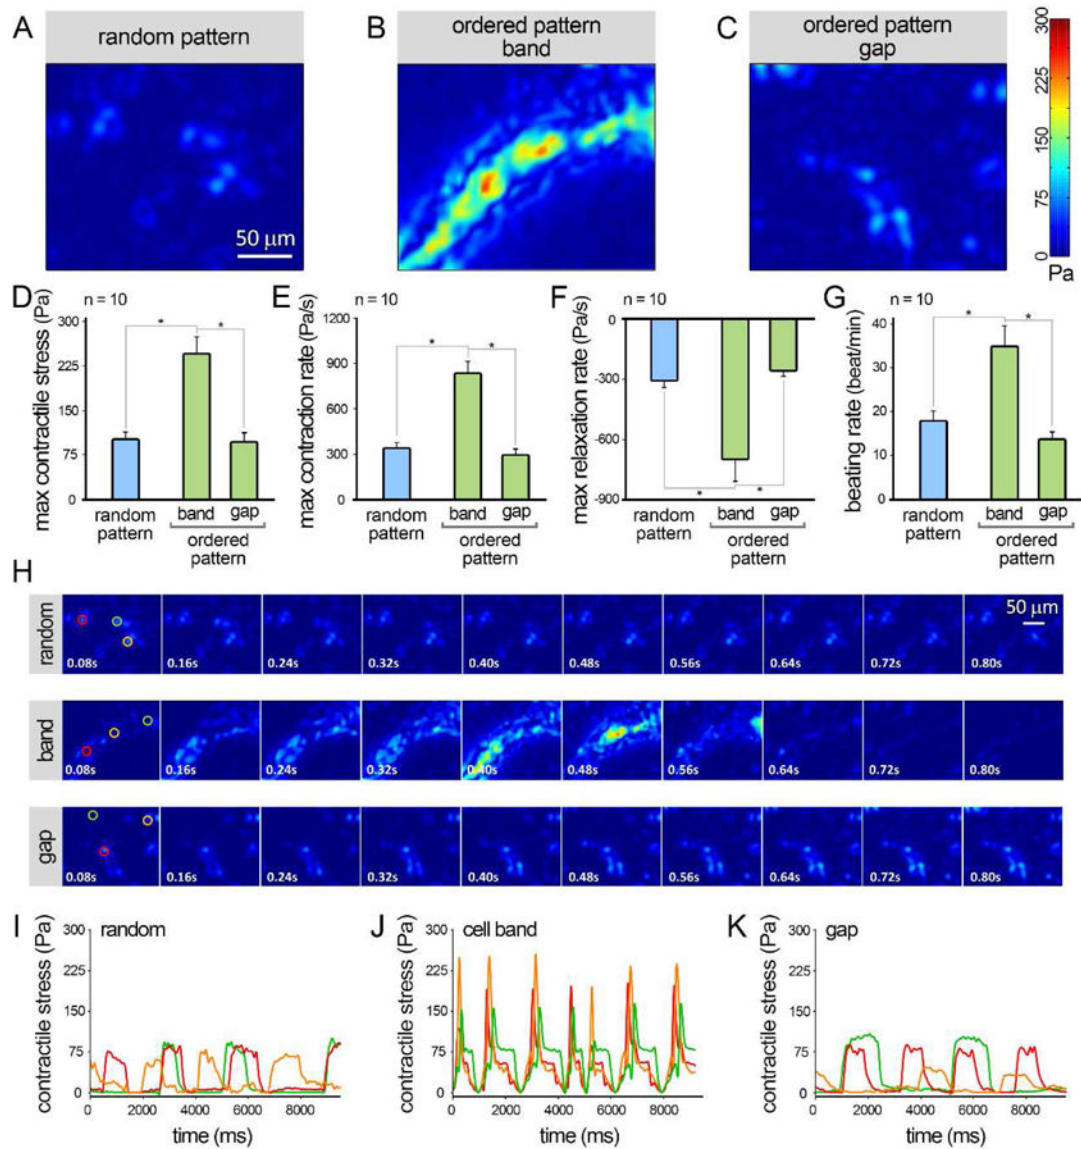 A
random pattern
B
ordered pattern
band
C
ordered pattern
gap
50 μm
300
225
150
75
0
Pa
D
n = 10
max contractile stress (Pa)
300
225
150
75
0
*
*
random
pattern
band
gap
ordered
pattern
E
n = 10
max contraction rate (Pa/s)
1200
900
600
300
0
*
*
random
pattern
band
gap
ordered
pattern
F
n = 10
max relaxation rate (Pa/s)
0
-300
-600
-900
*
*
random
pattern
band
gap
ordered
pattern
G
n = 10
beating rate (beat/min)
40
30
20
10
0
*
*
random
pattern
band
gap
ordered
pattern
H
random
50 μm
0.08s
0.16s
0.24s
0.32s
0.40s
0.48s
0.56s
0.64s
0.72s
0.80s
band
0.08s
0.16s
0.24s
0.32s
0.40s
0.48s
0.56s
0.64s
0.72s
0.80s
gap
0.08s
0.16s
0.24s
0.32s
0.40s
0.48s
0.56s
0.64s
0.72s
0.80s
I
random
contractile stress (Pa)
300
225
150
75
0
0 2000 4000 6000 8000
time (ms)
J
cell band
contractile stress (Pa)
300
225
150
75
0
0 2000 4000 6000 8000
time (ms)
K
gap
contractile stress (Pa)
300
225
150
75
0
0 2000 4000 6000 8000
time (ms)